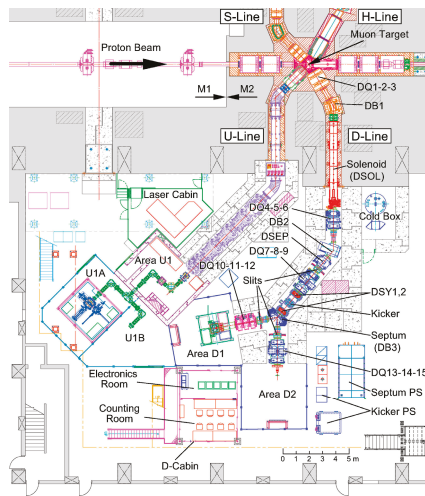 S-Line
H-Line
Muon Target
Proton Beam
DQ1-2-3
M1
M2
DB1
U-Line
D-Line
Solenoid
(DSOL)
Laser Cabin
DQ4-5-6
Cold Box
DB2
DSEP
Area U1
DQ7-8-9
U1A
DQ10-11-12
Slits
DSY1,2
Kicker
U1B
Septum
(DB3)
Area D1
DQ13-14-15
Electronics
Room
Septum PS
Area D2
Counting
Room
Kicker PS
D-Cabin
0 1 2 3 4 5 m